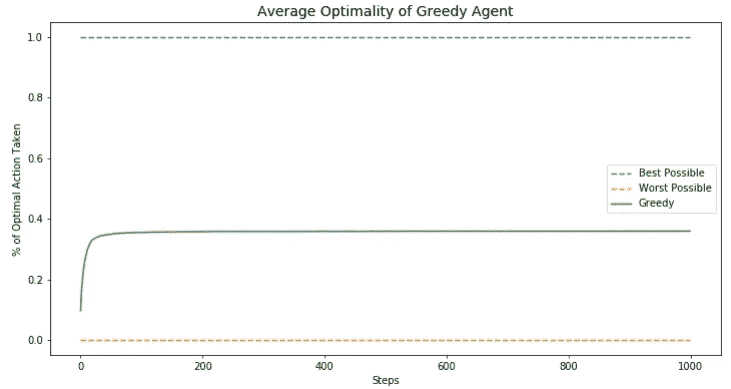 Average Optimality of Greedy Agent
% of Optimal Action Taken
1.0
0.8
0.6
0.4
0.2
0.0
Best Possible
Worst Possible
Greedy
0 200 400 600 800 1000
Steps